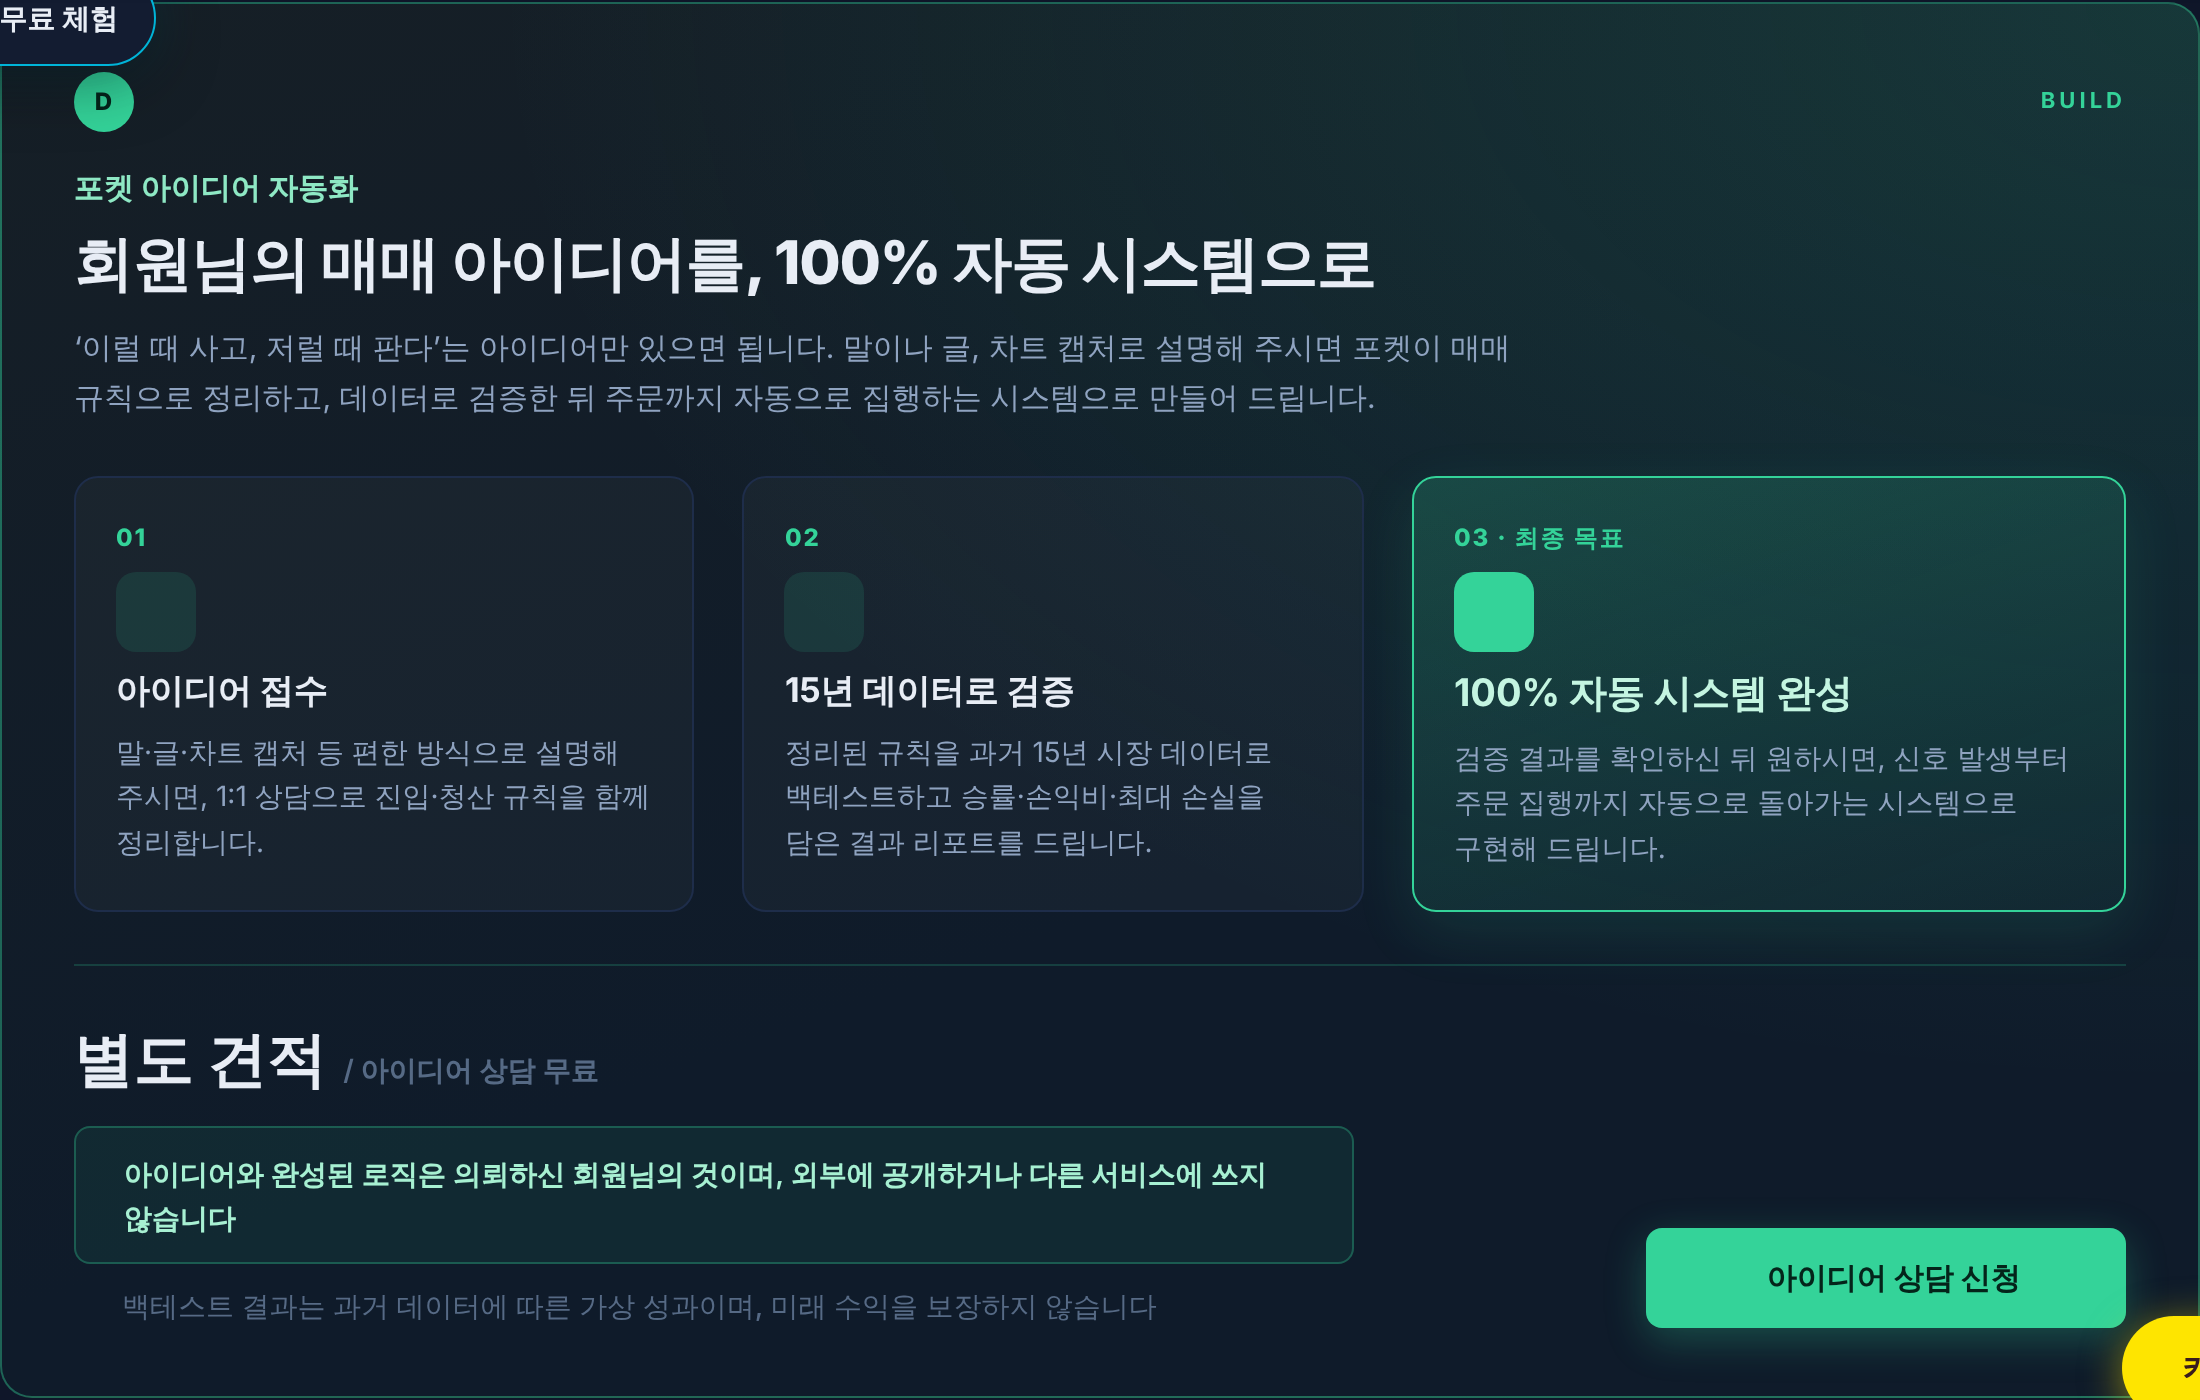 무료 체험
D
BUILD
포켓 아이디어 자동화
회원님의 매매 아이디어를, 100% 자동 시스템으로
‘이럴 때 사고, 저럴 때 판다’는 아이디어만 있으면 됩니다. 말이나 글, 차트 캡처로 설명해 주시면 포켓이 매매
규칙으로 정리하고, 데이터로 검증한 뒤 주문까지 자동으로 집행하는 시스템으로 만들어 드립니다.
01
아이디어 접수
말·글·차트 캡처 등 편한 방식으로 설명해
주시면, 1:1 상담으로 진입·청산 규칙을 함께
정리합니다.
02
15년 데이터로 검증
정리된 규칙을 과거 15년 시장 데이터로
백테스트하고 승률·손익비·최대 손실을
담은 결과 리포트를 드립니다.
03 · 최종 목표
100% 자동 시스템 완성
검증 결과를 확인하신 뒤 원하시면, 신호 발생부터
주문 집행까지 자동으로 돌아가는 시스템으로
구현해 드립니다.
별도 견적 / 아이디어 상담 무료
아이디어와 완성된 로직은 의뢰하신 회원님의 것이며, 외부에 공개하거나 다른 서비스에 쓰지
않습니다
백테스트 결과는 과거 데이터에 따른 가상 성과이며, 미래 수익을 보장하지 않습니다
아이디어 상담 신청